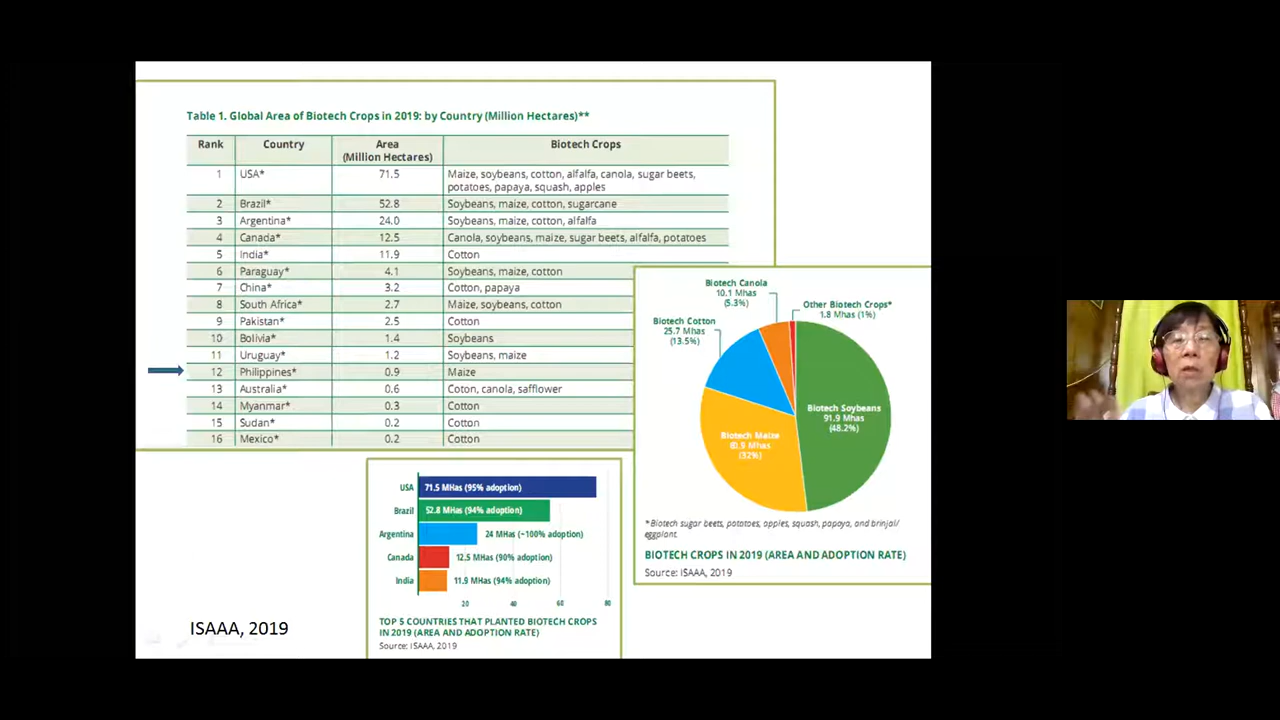 Table 1. Global Area of Biotech Crops in 2019: by Country (Million Hectares)**
Rank Country Area (Million Hectares) Biotech Crops
1 USA* 71.5 Maize, soybeans, cotton, alfalfa, canola, sugar beets,
potatoes, papaya, squash, apples
2 Brazil* 52.8 Soybeans, maize, cotton, sugarcane
3 Argentina* 24.0 Soybeans, maize, cotton, alfalfa
4 Canada* 12.5 Canola, soybeans, maize, sugar beets, alfalfa, potatoes
5 India* 11.9 Cotton
6 Paraguay* 4.1 Soybeans, maize, cotton
7 China* 3.2 Cotton, papaya
8 South Africa* 2.7 Maize, soybeans, cotton
9 Pakistan* 2.5 Cotton
10 Bolivia* 1.4 Soybeans
11 Uruguay* 1.2 Soybeans, maize
12 Philippines* 0.9 Maize
13 Australia* 0.6 Coton, canola, safflower
14 Myanmar* 0.3 Cotton
15 Sudan* 0.2 Cotton
16 Mexico* 0.2 Cotton
Biotech Canola
10.1 Mhas
(5.3%)
Other Biotech Crops*
1.8 Mhas (1%)
Biotech Cotton
25.7 Mhas
(13.5%)
Biotech Soybeans
91.9 Mhas
(48.2%)
Biotech Maize
Mhas
(32%)
*Biotech sugar beets, potatoes, apples, squash, papaya, and brinjal/
eggplant.
BIOTECH CROPS IN 2019 (AREA AND ADOPTION RATE)
Source: ISAAA, 2019
USA 71.5 MHas (95% adoption)
Brazil 52.8 MHas (94% adoption)
Argentina 24 MHas (~100% adoption)
Canada 12.5 MHas (90% adoption)
India 11.9 MHas (94% adoption)
20 40 60 80
TOP 5 COUNTRIES THAT PLANTED BIOTECH CROPS
IN 2019 (AREA AND ADOPTION RATE)
Source: ISAAA, 2019
ISAAA, 2019